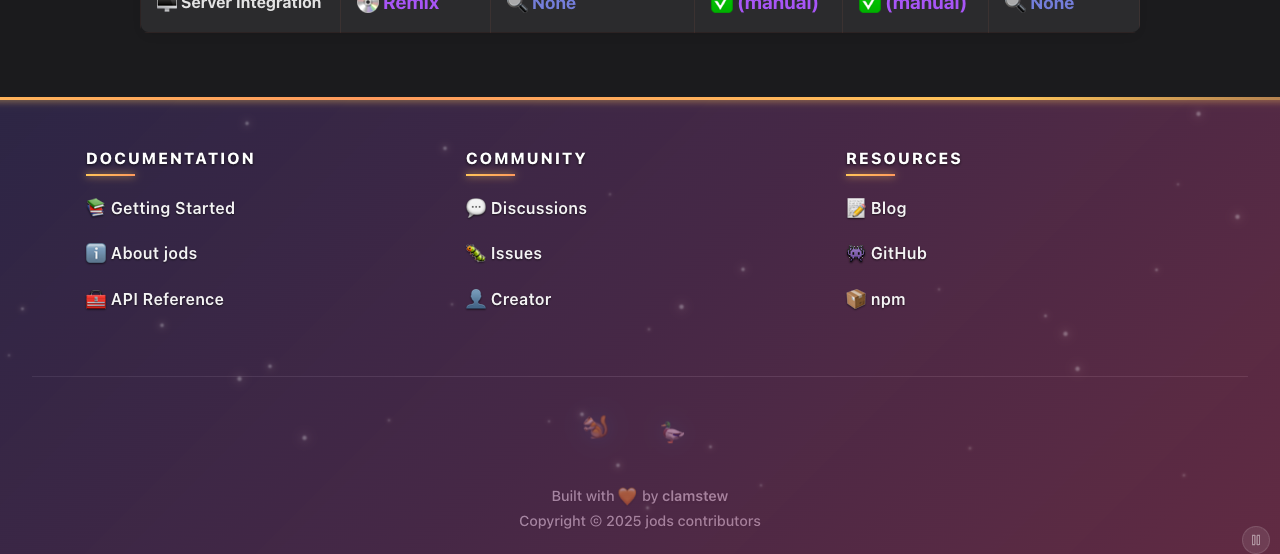 Server Integration Remix None (manual) (manual) None
DOCUMENTATION
Getting Started
About jods
API Reference
COMMUNITY
Discussions
Issues
Creator
RESOURCES
Blog
GitHub
npm
Built with 🤎 by clamstew
Copyright © 2025 jods contributors